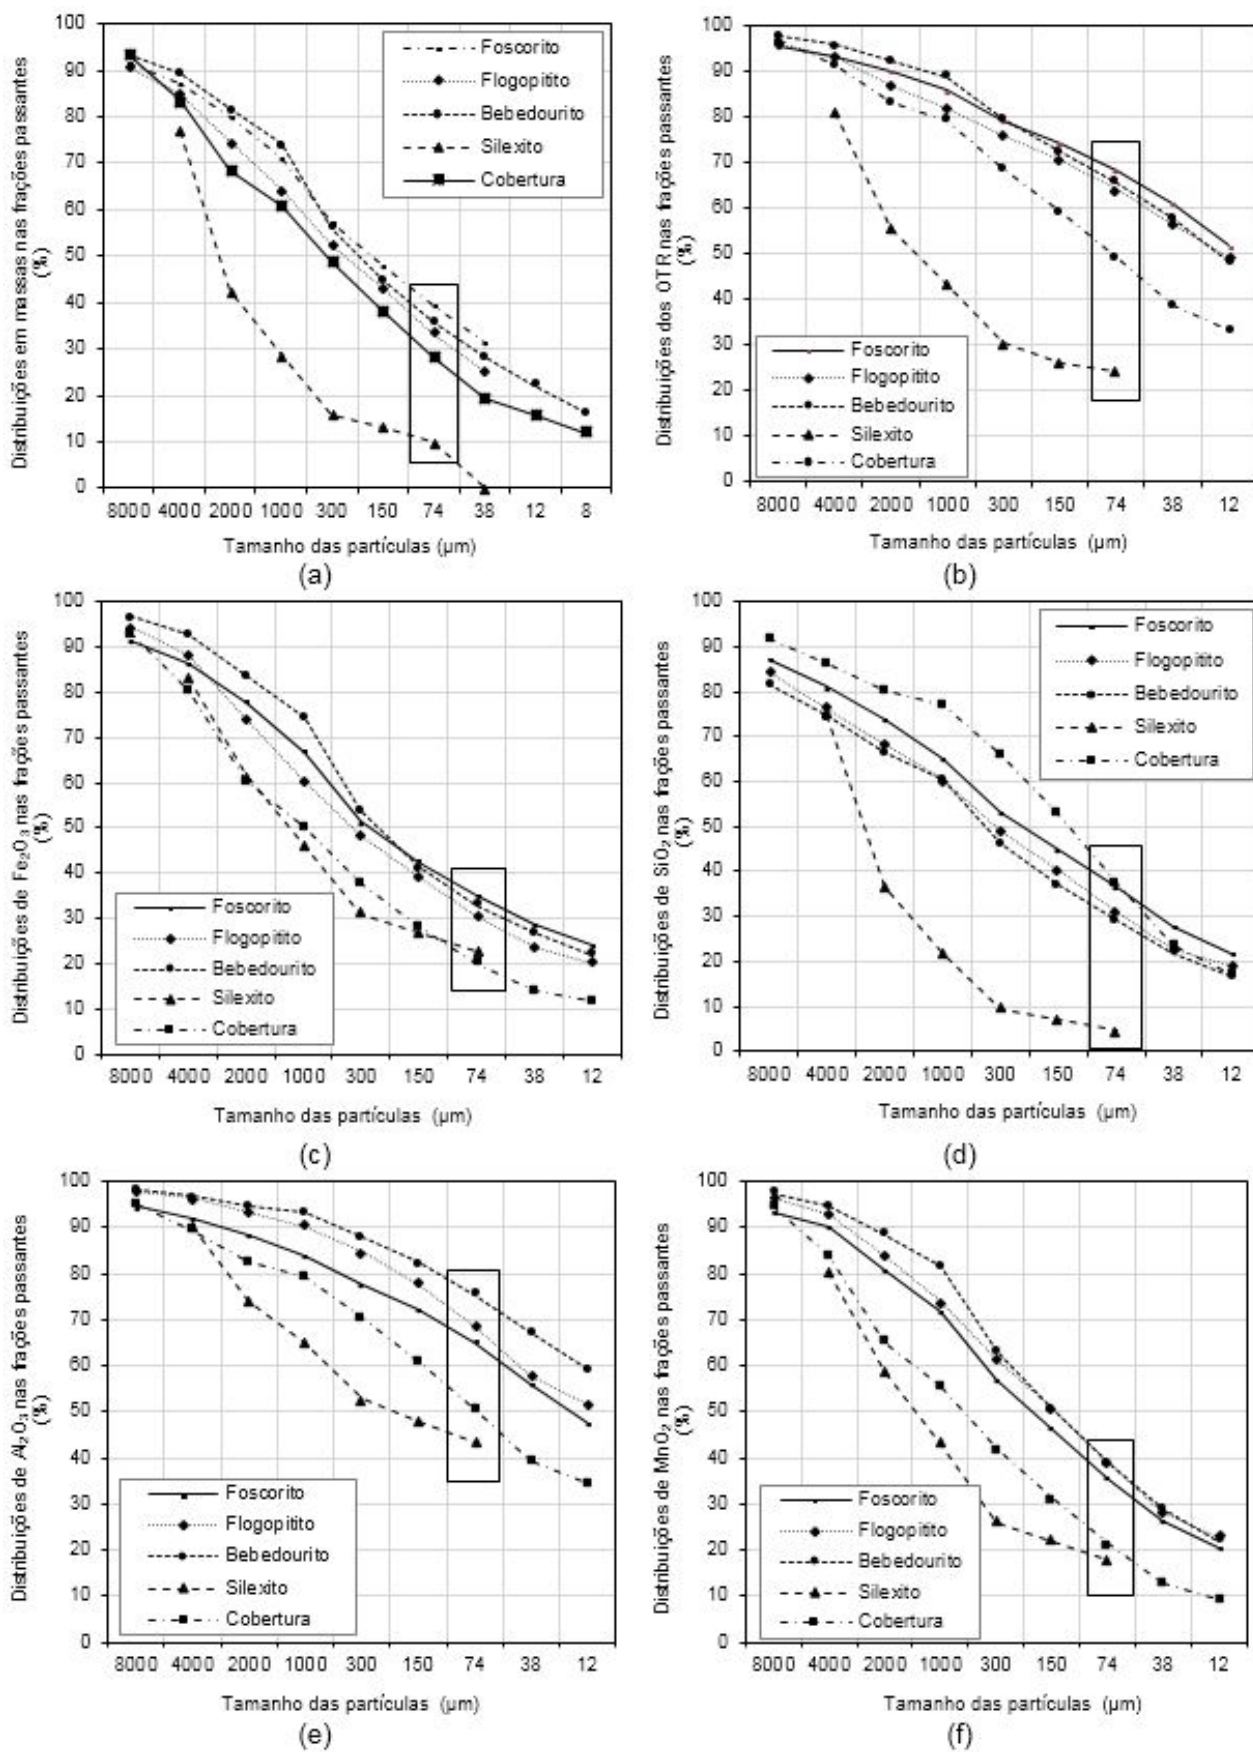 Distribuições em massas nas frações passantes
(%)
100
90
80
70
60
50
40
30
20
10
0
Foscorito
Flogopitito
Bebedourito
Silexito
Cobertura
8000 4000 2000 1000 300 150 74 38 12 8
Tamanho das partículas (µm)
(a)
Distribuições dos OTR nas frações passantes
(%)
100
90
80
70
60
50
40
30
20
10
0
Foscorito
Flogopitito
Bebedourito
Silexito
Cobertura
8000 4000 2000 1000 300 150 74 38 12
Tamanho das partículas (µm)
(b)
Distribuições de Fe₂O₃ nas frações passantes
(%)
100
90
80
70
60
50
40
30
20
10
0
Foscorito
Flogopitito
Bebedourito
Silexito
Cobertura
8000 4000 2000 1000 300 150 74 38 12
Tamanho das partículas (µm)
(c)
Distribuições de SiO₂ nas frações passantes
(%)
100
90
80
70
60
50
40
30
20
10
0
Foscorito
Flogopitito
Bebedourito
Silexito
Cobertura
8000 4000 2000 1000 300 150 74 38 12
Tamanho das partículas (µm)
(d)
Distribuições de Al₂O₃ nas frações passantes
(%)
100
90
80
70
60
50
40
30
20
10
0
Foscorito
Flogopitito
Bebedourito
Silexito
Cobertura
8000 4000 2000 1000 300 150 74 38 12
Tamanho das partículas (µm)
(e)
Distribuições de MnO₂ nas frações passantes
(%)
100
90
80
70
60
50
40
30
20
10
0
Foscorito
Flogopitito
Bebedourito
Silexito
Cobertura
8000 4000 2000 1000 300 150 74 38 12
Tamanho das partículas (µm)
(f)